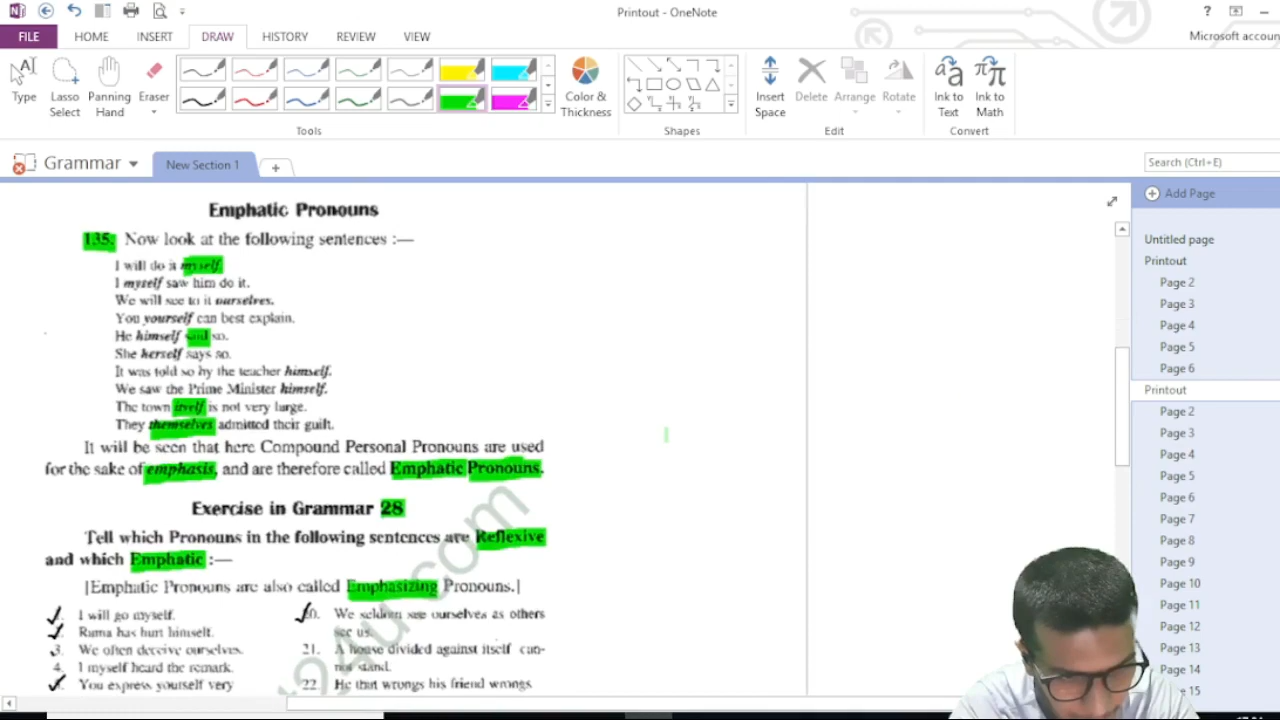 Printout - OneNote
?
FILE
HOME
INSERT
DRAW
HISTORY
REVIEW
VIEW
Microsoft accoun
Type
Lasso Select
Panning Hand
Eraser
Color & Thickness
Insert Space
Delete
Arrange
Rotate
Ink to Text
Ink to Math
Tools
Shapes
Edit
Convert
Grammar
New Section 1
Search (Ctrl+E)
Add Page
Untitled page
Printout
Page 2
Page 3
Page 4
Page 5
Page 6
Printout
Page 2
Page 3
Page 4
Page 5
Page 6
Page 7
Page 8
Page 9
Page 10
Page 11
Page 12
Page 13
Page 14
e 15
Emphatic Pronouns
135. Now look at the following sentences :—
I will do it myself.
I myself saw him do it.
We will see to it ourselves.
You yourself can best explain.
He himself said so.
She herself says so.
It was told so by the teacher himself.
We saw the Prime Minister himself.
The town itself is not very large.
They themselves admitted their guilt.
It will be seen that here Compound Personal Pronouns are used
for the sake of emphasis, and are therefore called Emphatic Pronouns.
Exercise in Grammar 28
Tell which Pronouns in the following sentences are Reflexive
and which Emphatic :—
[Emphatic Pronouns are also called Emphasizing Pronouns.]
I will go myself.
Rama has hurt himself.
3. We often deceive ourselves.
4. I myself heard the remark.
You express yourself very
We seldom see ourselves as others
see us.
21. A house divided against itself can-
not stand.
22. He that wrongs his friend wrongs